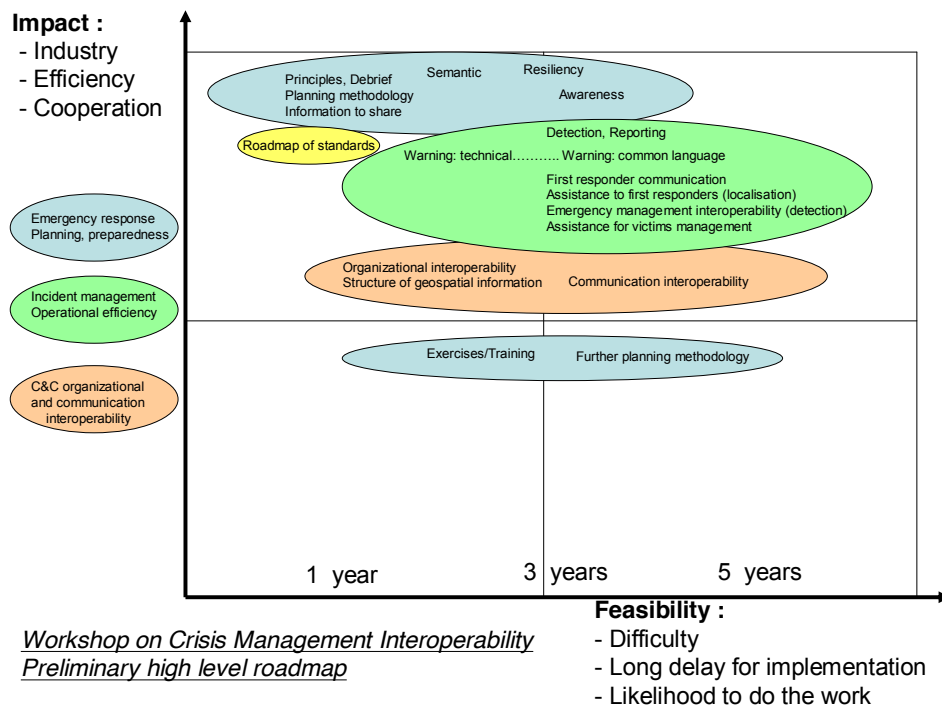 Impact :
- Industry
- Efficiency
- Cooperation
Semantic
Resiliency
Principles, Debrief
Planning methodology
Information to share
Awareness
Roadmap of standards
Detection, Reporting
Warning: technical……….. Warning: common language
First responder communication
Assistance to first responders (localisation)
Emergency management interoperability (detection)
Assistance for victims management
Emergency response
Planning, preparedness
Organizational interoperability
Structure of geospatial information
Communication interoperability
Incident management
Operational efficiency
Exercises/Training
Further planning methodology
C&C organizational
and communication
interoperability
1 year
3 years
5 years
Feasibility :
- Difficulty
- Long delay for implementation
- Likelihood to do the work
Workshop on Crisis Management Interoperability
Preliminary high level roadmap